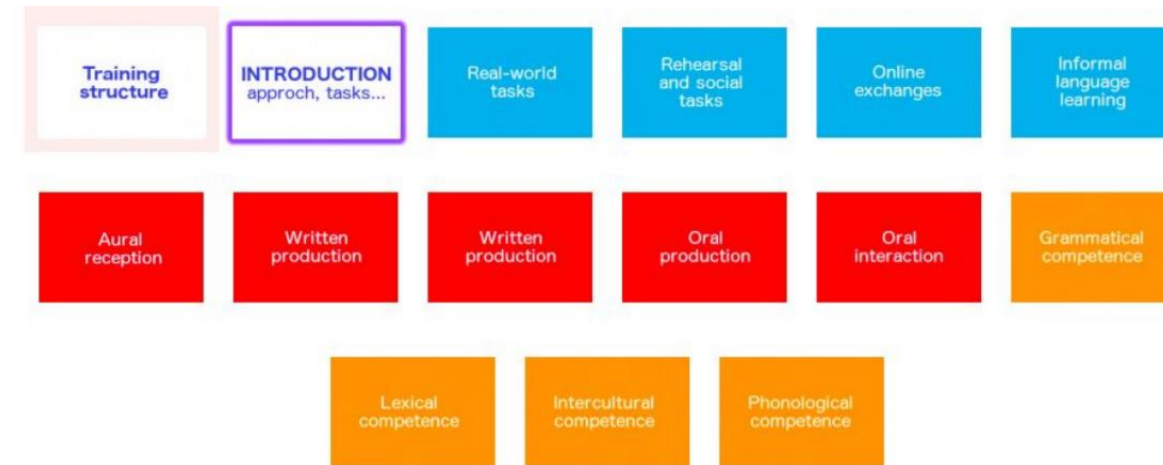 Training
structure
INTRODUCTION
approch, tasks...
Real-world
tasks
Rehearsal
and social
tasks
Online
exchanges
Informal
language
learning
Aural
reception
Written
production
Written
production
Oral
production
Oral
interaction
Grammatical
competence
Lexical
competence
Intercultural
competence
Phonological
competence